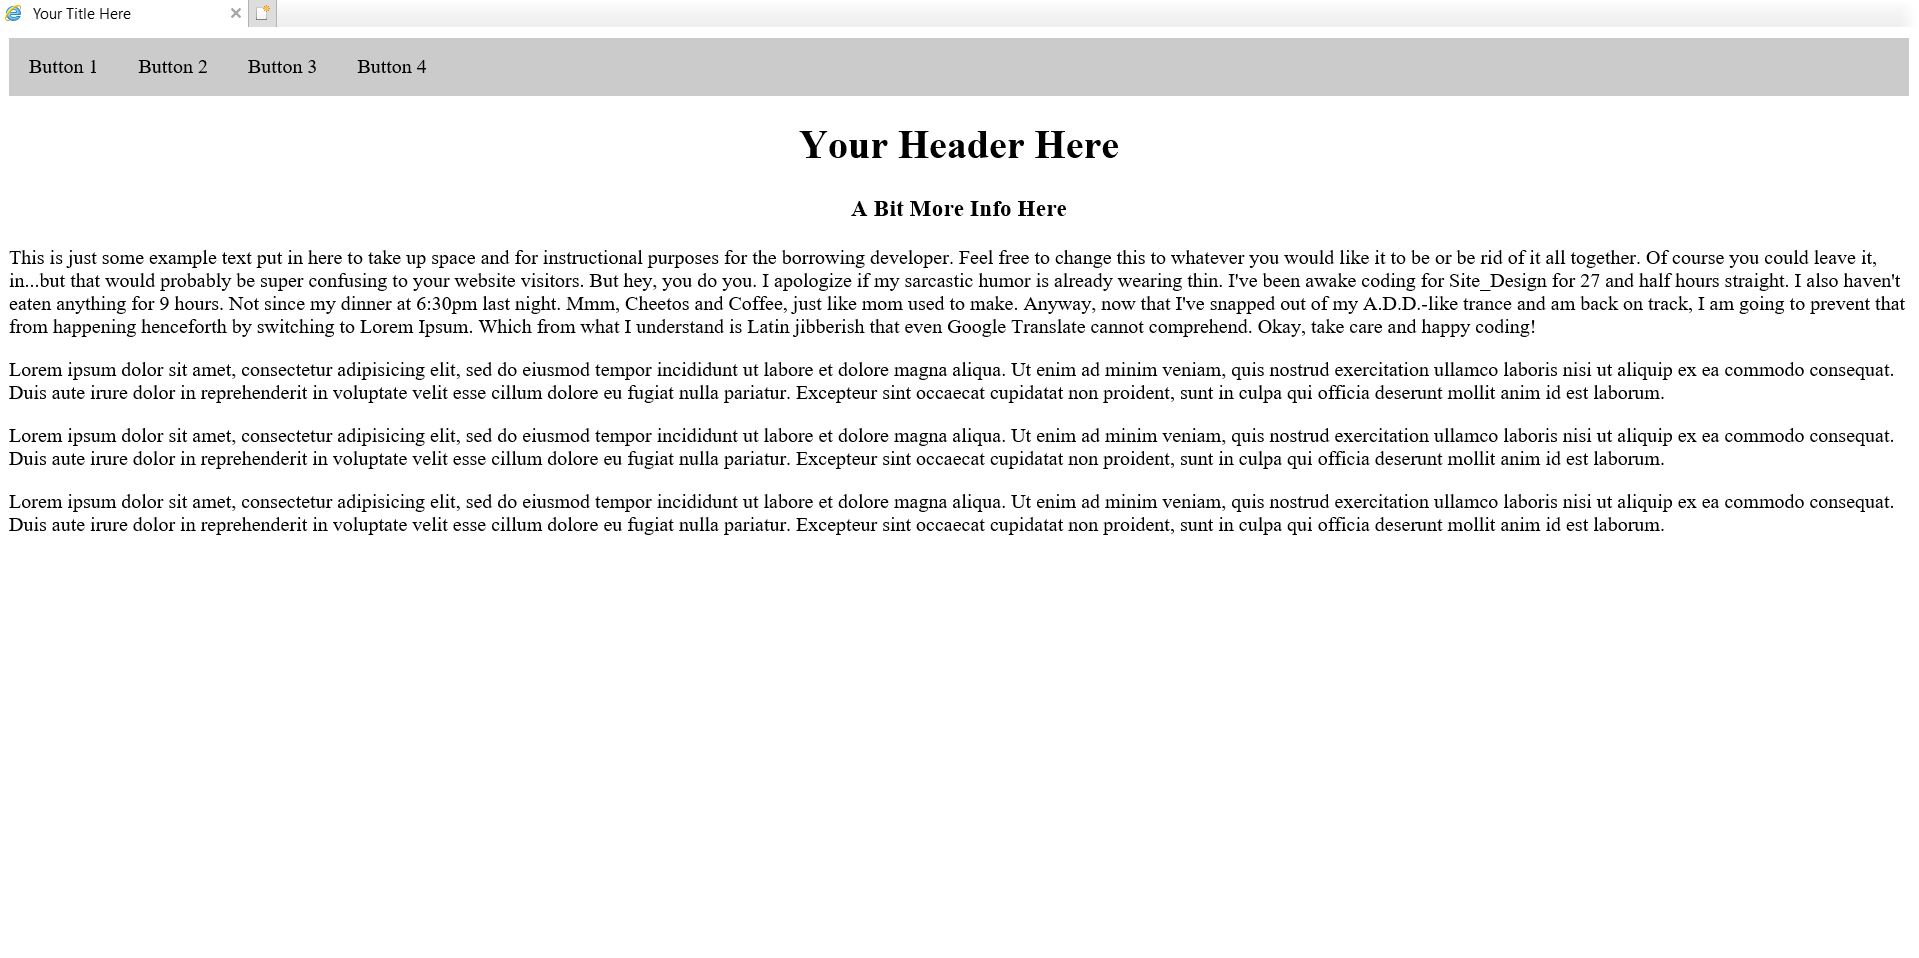 Your Title Here
Button 1 Button 2 Button 3 Button 4
Your Header Here
A Bit More Info Here
This is just some example text put in here to take up space and for instructional purposes for the borrowing developer. Feel free to change this to whatever you would like it to be or be rid of it all together. Of course you could leave it,
in...but that would probably be super confusing to your website visitors. But hey, you do you. I apologize if my sarcastic humor is already wearing thin. I've been awake coding for Site_Design for 27 and half hours straight. I also haven't
eaten anything for 9 hours. Not since my dinner at 6:30pm last night. Mmm, Cheetos and Coffee, just like mom used to make. Anyway, now that I've snapped out of my A.D.D.-like trance and am back on track, I am going to prevent that
from happening henceforth by switching to Lorem Ipsum. Which from what I understand is Latin jibberish that even Google Translate cannot comprehend. Okay, take care and happy coding!
Lorem ipsum dolor sit amet, consectetur adipisicing elit, sed do eiusmod tempor incididunt ut labore et dolore magna aliqua. Ut enim ad minim veniam, quis nostrud exercitation ullamco laboris nisi ut aliquip ex ea commodo consequat.
Duis aute irure dolor in reprehenderit in voluptate velit esse cillum dolore eu fugiat nulla pariatur. Excepteur sint occaecat cupidatat non proident, sunt in culpa qui officia deserunt mollit anim id est laborum.
Lorem ipsum dolor sit amet, consectetur adipisicing elit, sed do eiusmod tempor incididunt ut labore et dolore magna aliqua. Ut enim ad minim veniam, quis nostrud exercitation ullamco laboris nisi ut aliquip ex ea commodo consequat.
Duis aute irure dolor in reprehenderit in voluptate velit esse cillum dolore eu fugiat nulla pariatur. Excepteur sint occaecat cupidatat non proident, sunt in culpa qui officia deserunt mollit anim id est laborum.
Lorem ipsum dolor sit amet, consectetur adipisicing elit, sed do eiusmod tempor incididunt ut labore et dolore magna aliqua. Ut enim ad minim veniam, quis nostrud exercitation ullamco laboris nisi ut aliquip ex ea commodo consequat.
Duis aute irure dolor in reprehenderit in voluptate velit esse cillum dolore eu fugiat nulla pariatur. Excepteur sint occaecat cupidatat non proident, sunt in culpa qui officia deserunt mollit anim id est laborum.